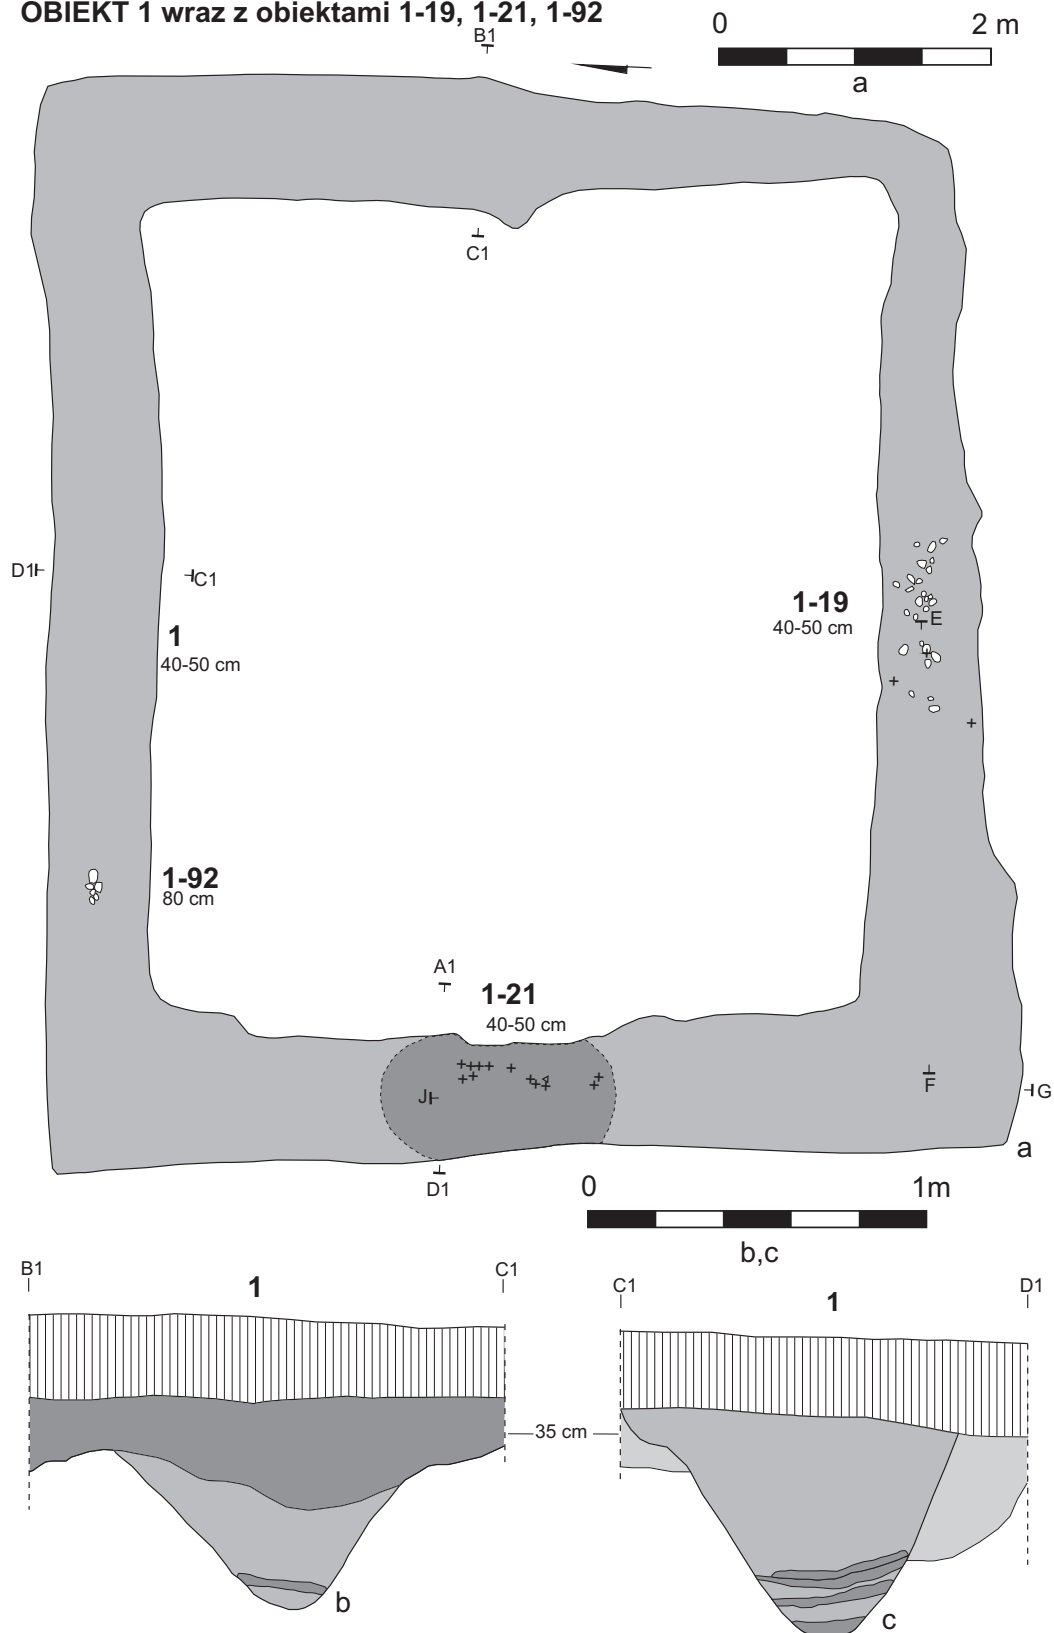 OBIEKT 1 wraz z obiektami 1-19, 1-21, 1-92
0 2 m
B1
a
C1
D1 C1
1-19
E
40-50 cm
1
40-50 cm
1-92
80 cm
A1
1-21
40-50 cm
J
F
G
a
D1
0 1m
b,c
B1 1 C1
C1 1 D1
35 cm
b
c